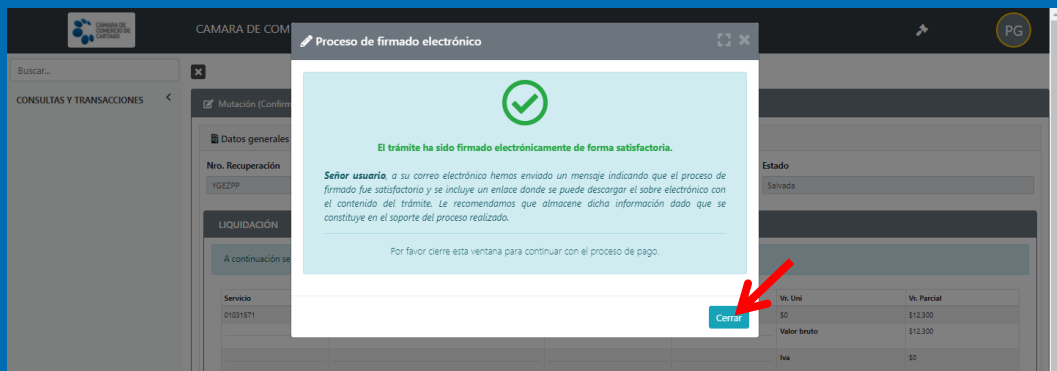 CÁMARA DE
COMERCIO DE
CARTAGO
CAMARA DE COM
PG
Buscar...
CONSULTAS Y TRANSACCIONES
Proceso de firmado electrónico
El trámite ha sido firmado electrónicamente de forma satisfactoria.
Señor usuario, a su correo electrónico hemos enviado un mensaje indicando que el proceso de
firmado fue satisfactorio y se incluye un enlace donde se puede descargar el sobre electrónico con
el contenido del trámite. Le recomendamos que almacene dicha información dado que se
constituye en el soporte del proceso realizado.
Por favor cierre esta ventana para continuar con el proceso de pago.
Cerrar
Mutación (Confirm
Datos generales
Nro. Recuperación
Estado
YGEZPP
Salvada
LIQUIDACIÓN
A continuación se
Servicio
Vr. Uni
Vr. Parcial
01031571
$0
$12,300
Valor bruto
$12,300
Iva
$0